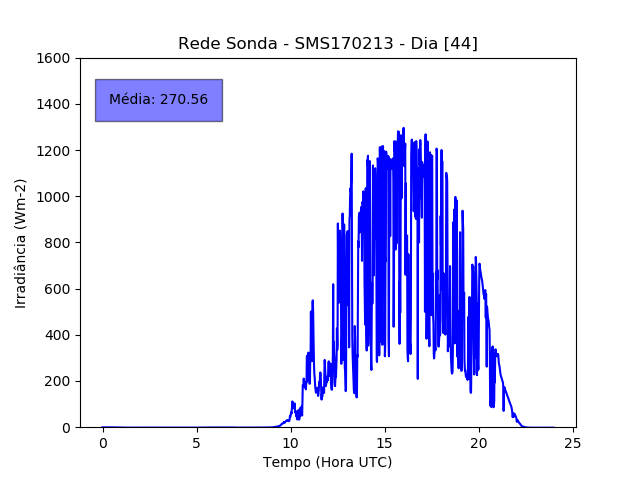 Rede Sonda - SMS170213 - Dia [44]
1600
1400
1200
1000
800
600
400
200
0
Média: 270.56
Irradiância (Wm-2)
0 5 10 15 20 25
Tempo (Hora UTC)